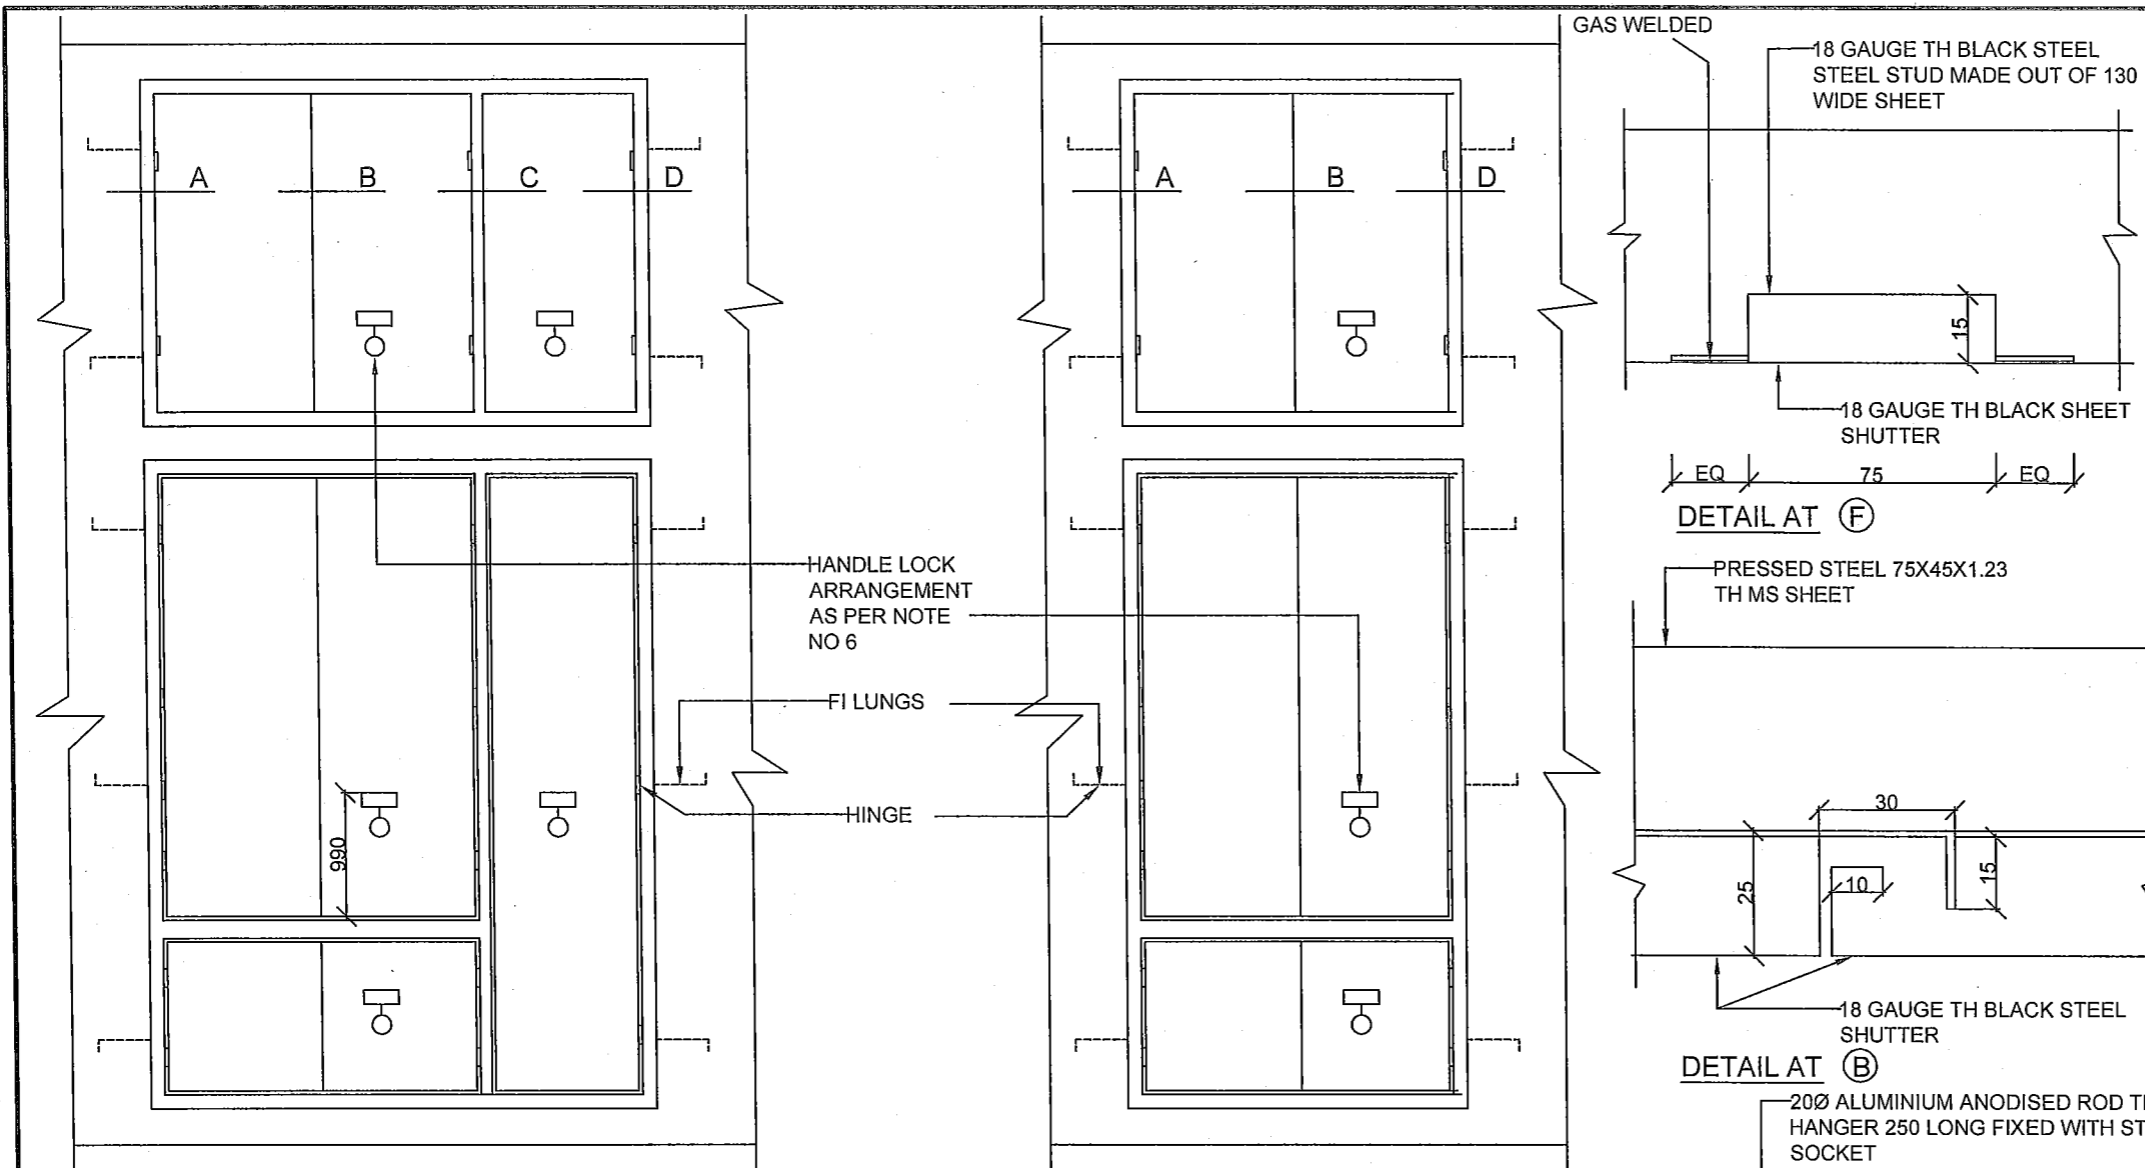 GAS WELDED
18 GAUGE TH BLACK STEEL
STEEL STUD MADE OUT OF 130
WIDE SHEET
A
B
C
D
A
B
D
15
18 GAUGE TH BLACK SHEET
SHUTTER
EQ
75
EQ
DETAIL AT F
HANDLE LOCK
ARRANGEMENT
AS PER NOTE
NO 6
PRESSED STEEL 75X45X1.23
TH MS SHEET
FI LUNGS
HINGE
990
30
25
10
15
18 GAUGE TH BLACK STEEL
SHUTTER
DETAIL AT B
20Ø ALUMINIUM ANODISED ROD
HANGER 250 LONG FIXED WITH
SOCKET